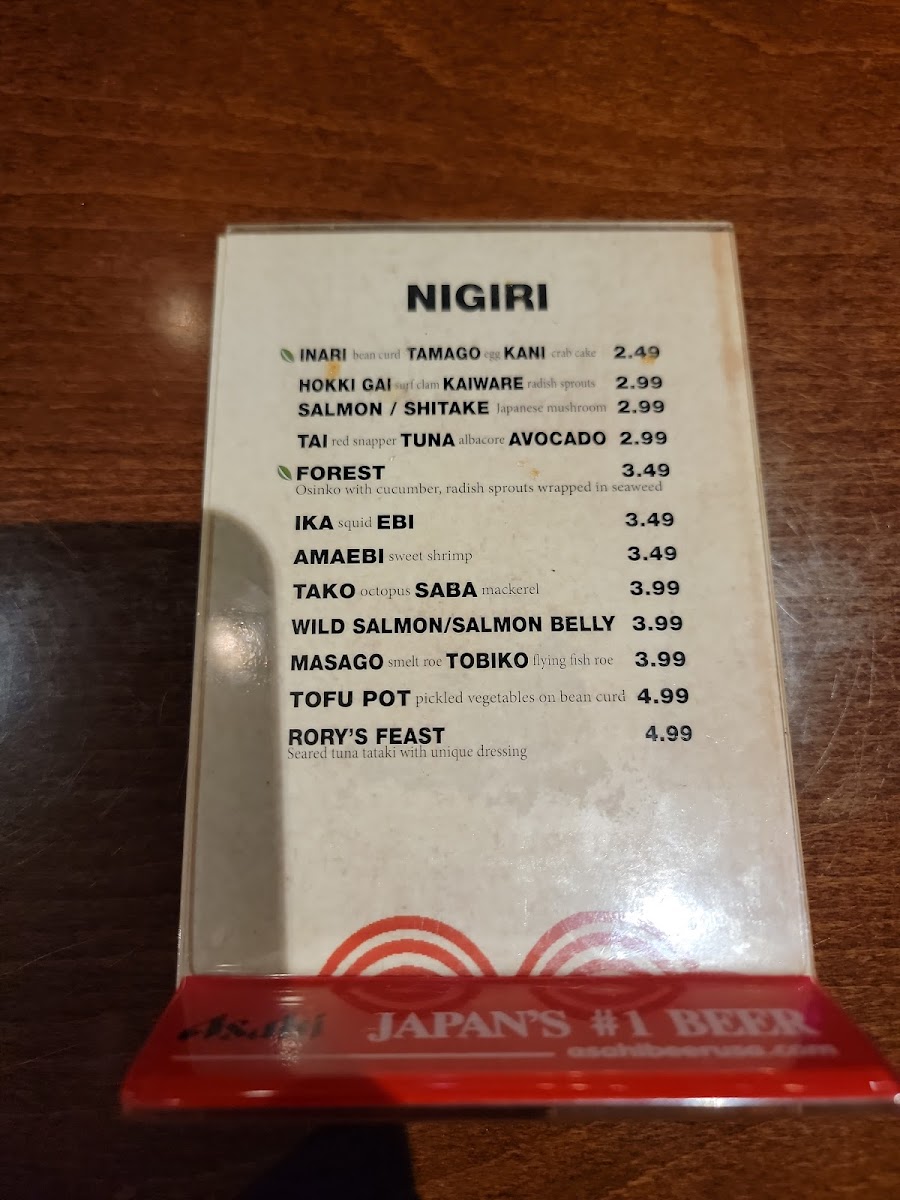 NIGIRI
INARI bean curd TAMAGO egg KANI crab cake 2.49
HOKKI GAI surf clam KAIWARE radish sprouts 2.99
SALMON / SHITAKE Japanese mushroom 2.99
TAI red snapper TUNA albacore AVOCADO 2.99
FOREST 3.49
Osinko with cucumber, radish sprouts wrapped in seaweed
IKA squid EBI 3.49
AMAEBI sweet shrimp 3.49
TAKO octopus SABA mackerel 3.99
WILD SALMON/SALMON BELLY 3.99
MASAGO smelt roe TOBIKO flying fish roe 3.99
TOFU POT pickled vegetables on bean curd 4.99
RORY'S FEAST 4.99
Seared tuna tataki with unique dressing
Asahi JAPAN'S #1 BEER
asahibeerusa.com